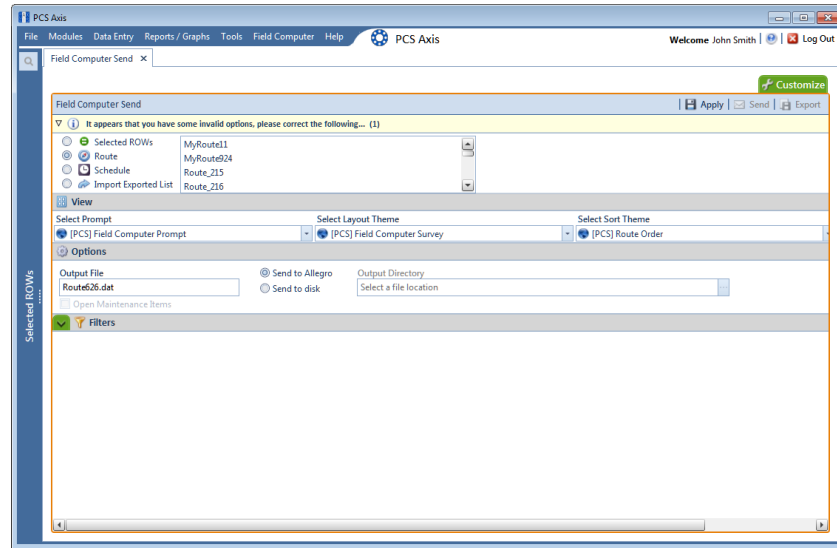 PCS Axis
File Modules Data Entry Reports / Graphs Tools Field Computer Help PCS Axis Welcome John Smith Log Out
Field Computer Send
Customize
Field Computer Send Apply Send Export
It appears that you have some invalid options, please correct the following... (1)
Selected ROWs
Route
Schedule
Import Exported List
MyRoute11
MyRoute924
Route_215
Route_216
View
Select Prompt Select Layout Theme Select Sort Theme
[PCS] Field Computer Prompt [PCS] Field Computer Survey [PCS] Route Order
Options
Output File Send to Allegro Output Directory
Route626.dat Send to disk Select a file location
Open Maintenance Items
Filters
Selected ROWs